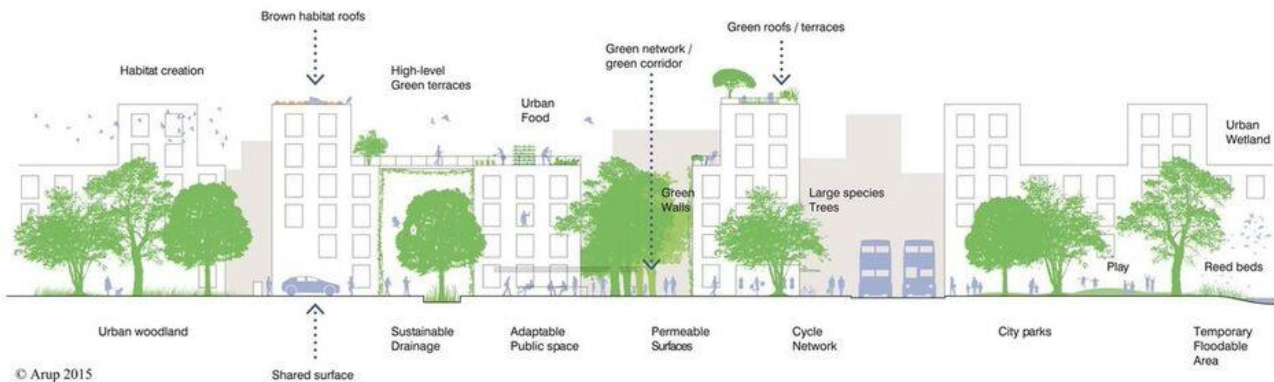 Brown habitat roofs
Green roofs / terraces
Green network /
green corridor
Habitat creation
High-level
Green terraces
Urban
Food
Urban
Wetland
Green
Walls
Large species
Trees
Play
Reed beds
Urban woodland
Sustainable
Drainage
Adaptable
Public space
Permeable
Surfaces
Cycle
Network
City parks
Temporary
Floodable
Area
© Arup 2015
Shared surface